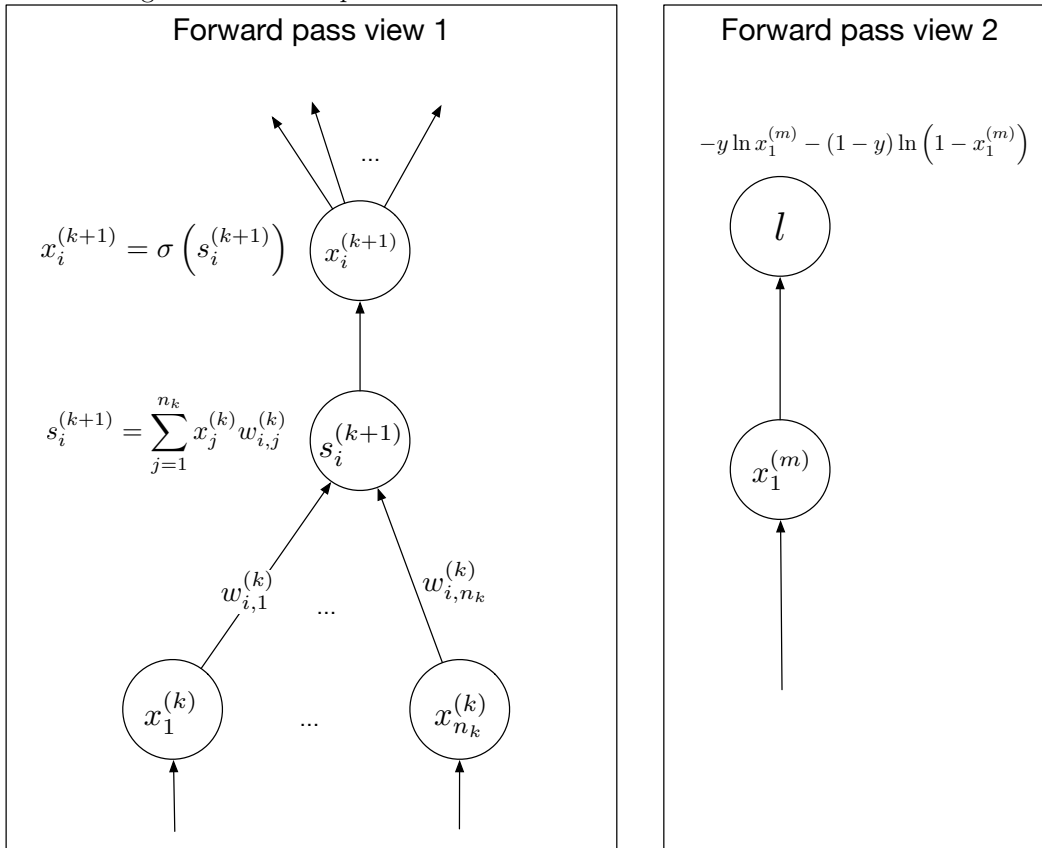 Forward pass view 1
...
x_i^{(k+1)} = σ ( s_i^{(k+1)} )
x_i^{(k+1)}
s_i^{(k+1)} = \sum_{j=1}^{n_k} x_j^{(k)} w_{i,j}^{(k)}
s_i^{(k+1)}
w_{i,1}^{(k)}
...
w_{i,n_k}^{(k)}
x_1^{(k)}
...
x_{n_k}^{(k)}
Forward pass view 2
-y ln x_1^{(m)} - (1 - y) ln ( 1 - x_1^{(m)} )
l
x_1^{(m)}